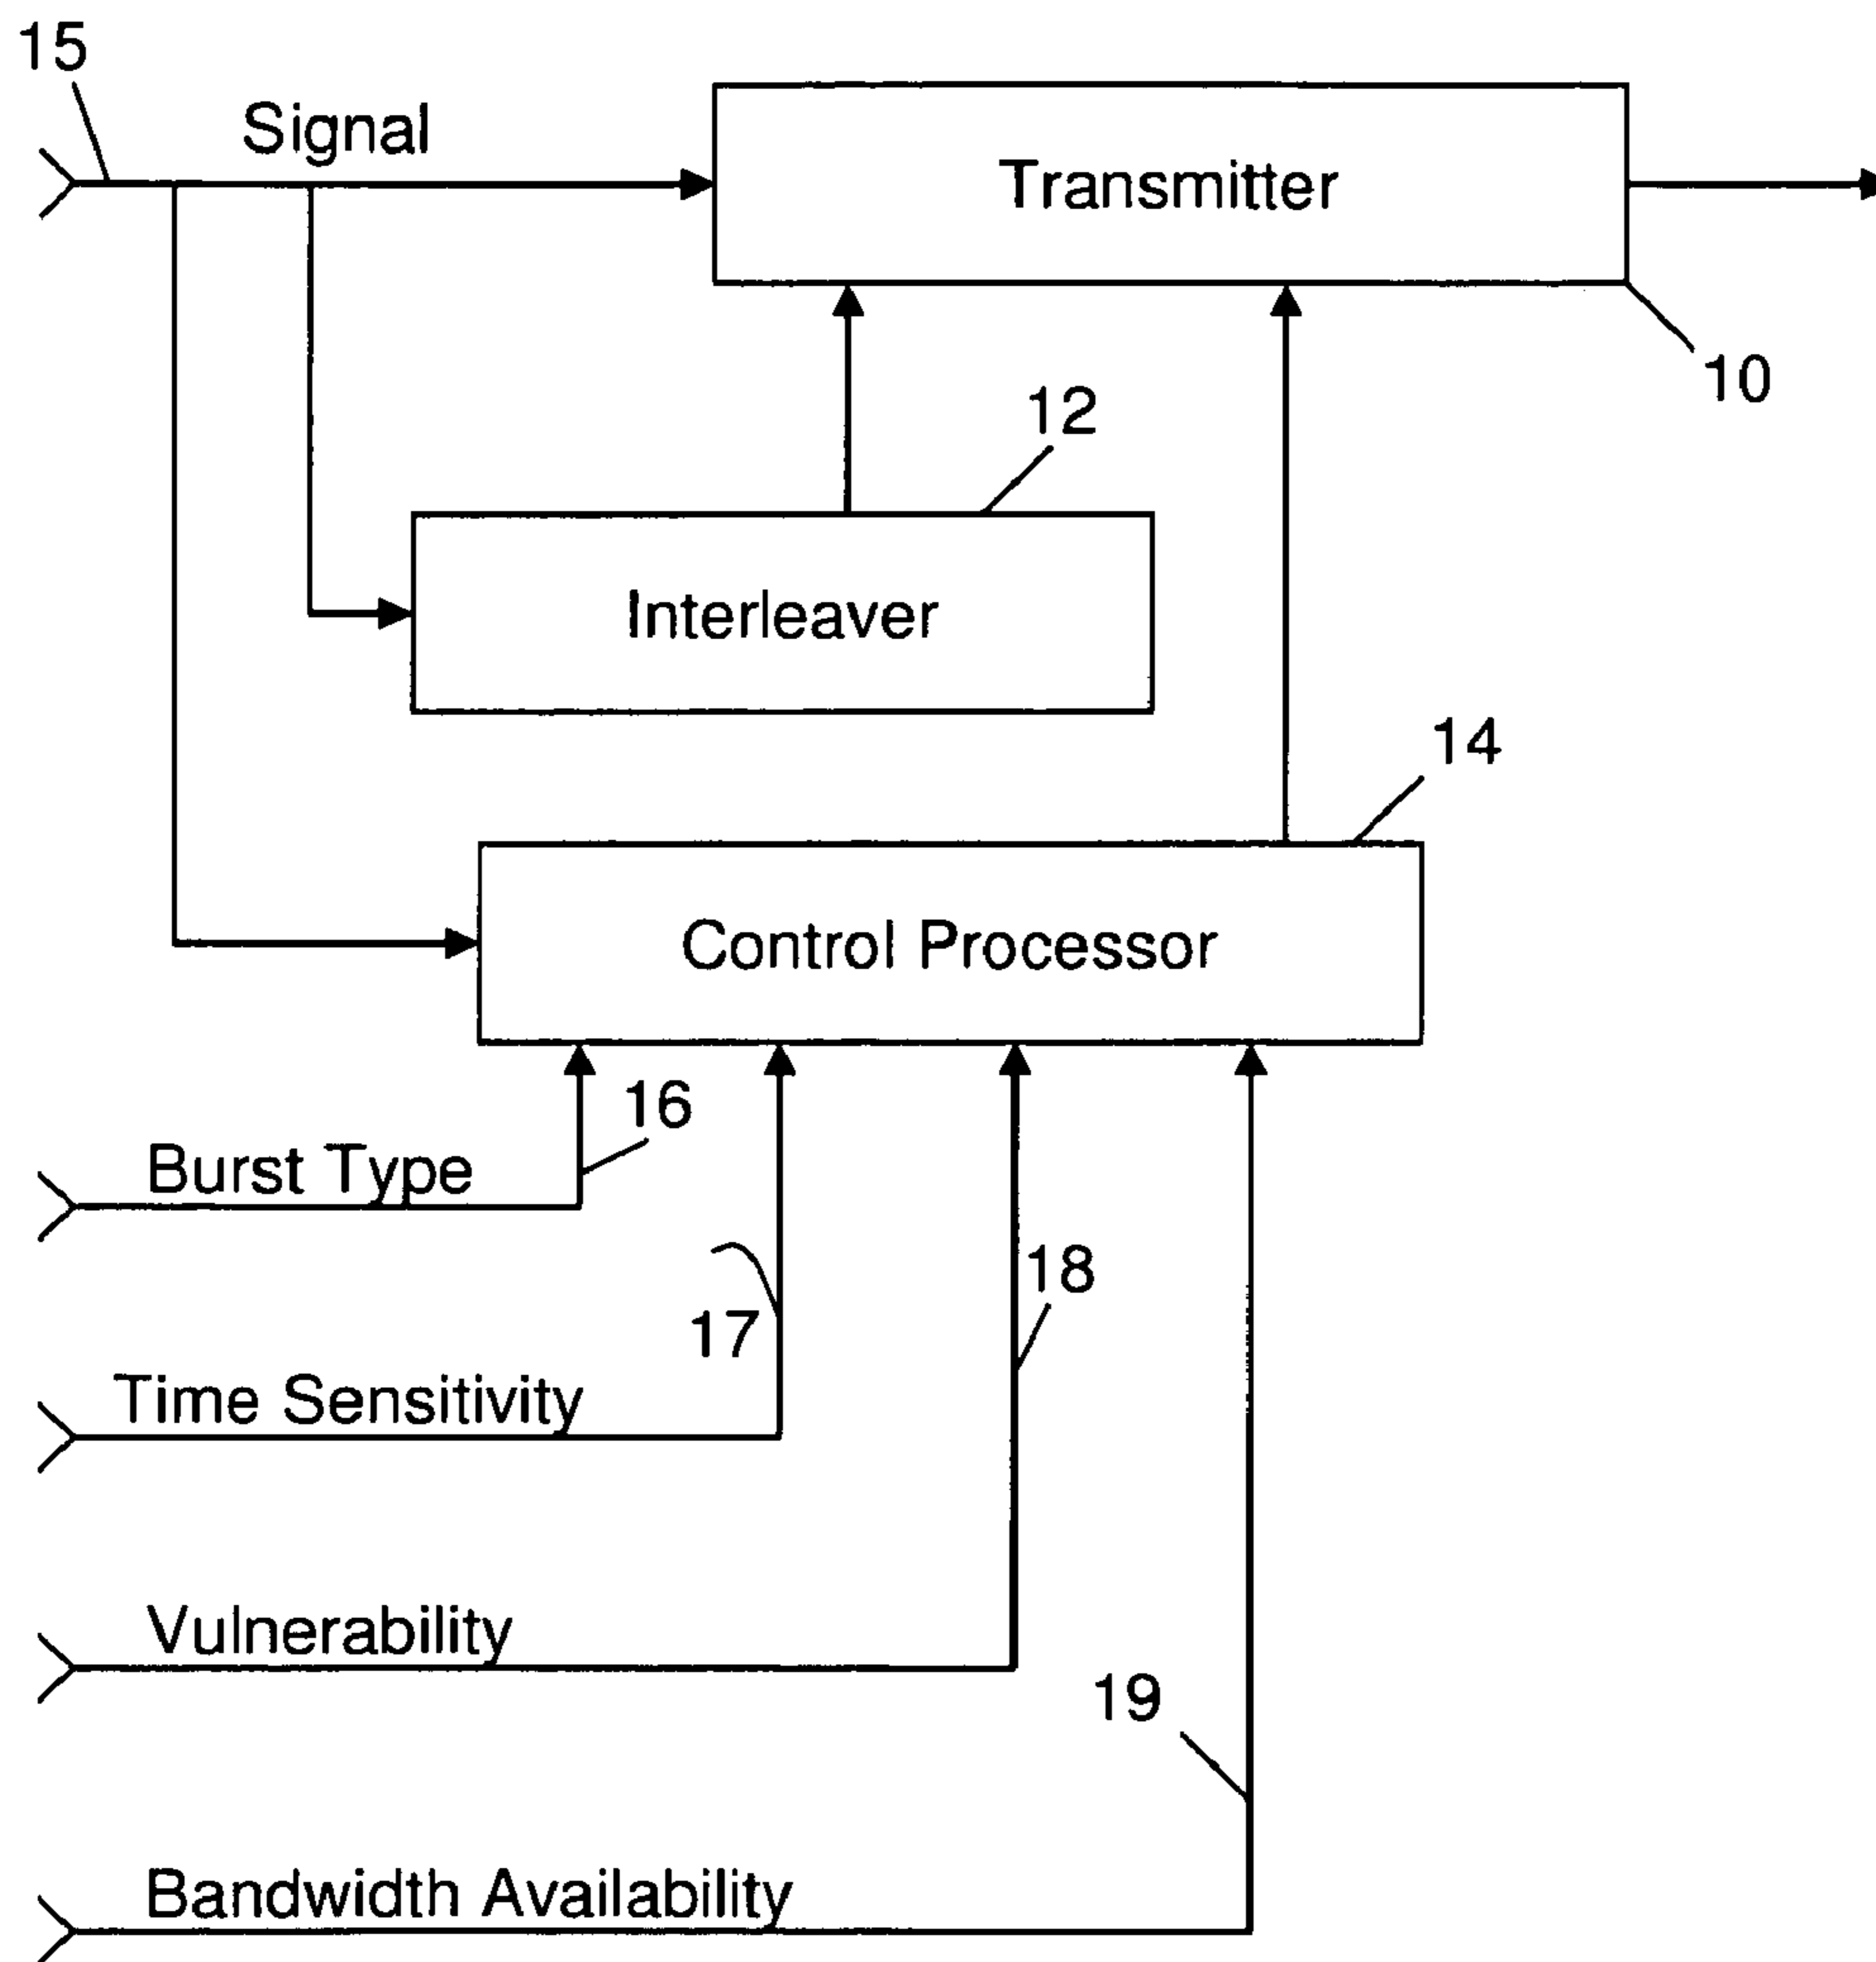 15
Signal
Transmitter
10
12
Interleaver
14
Control Processor
16
Burst Type
18
17
Time Sensitivity
Vulnerability
19
Bandwidth Availability